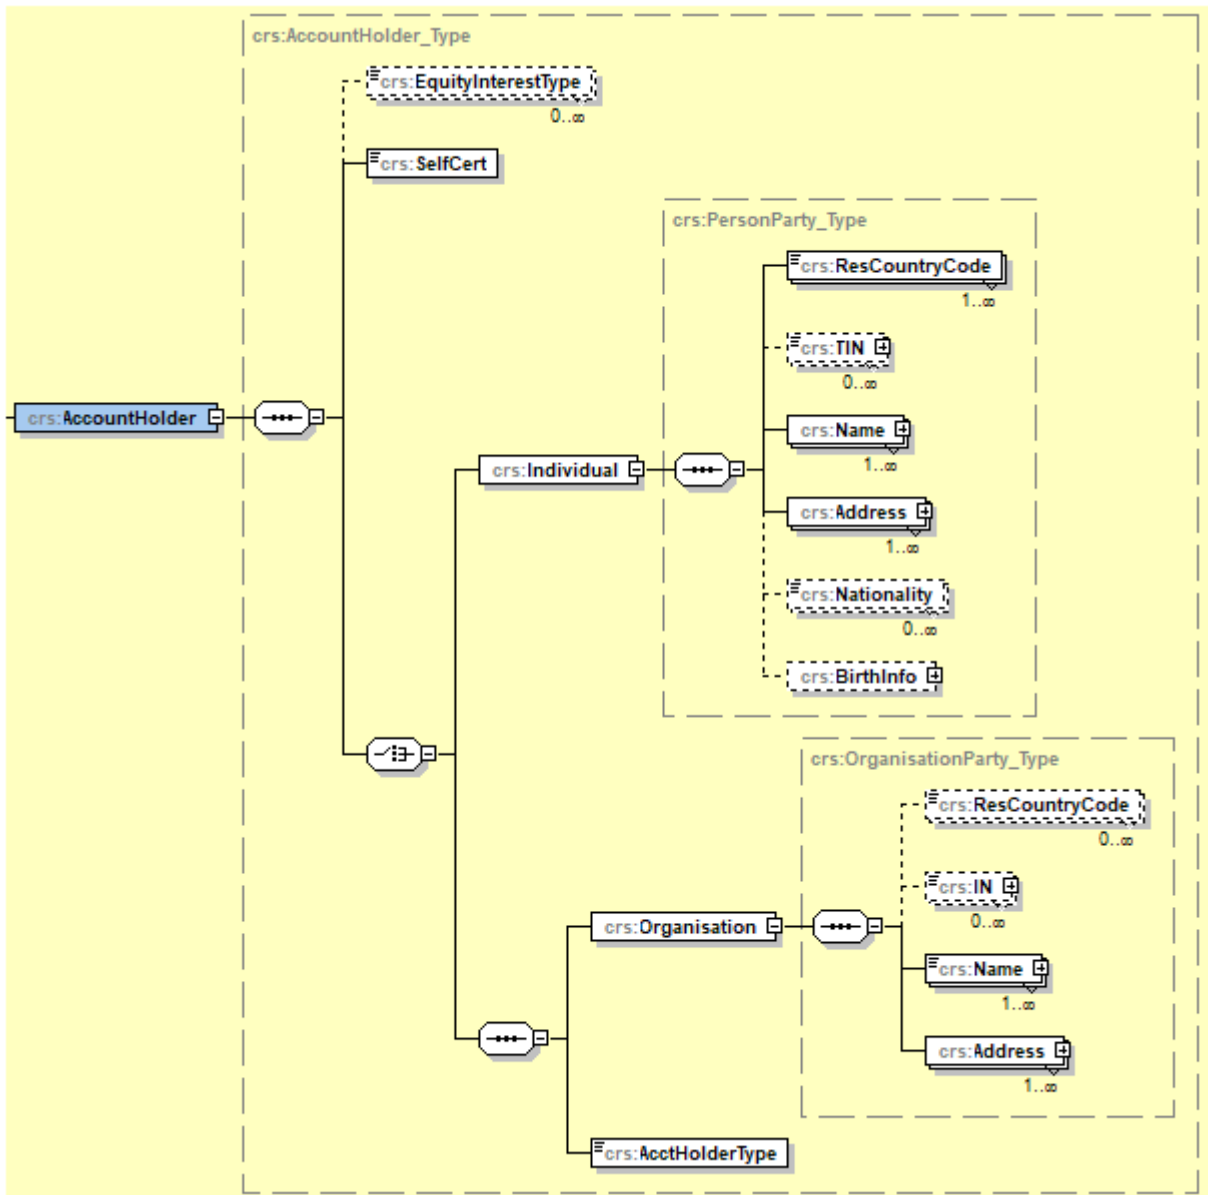 crs:AccountHolder_Type
crs:EquityInterestType
0..∞
crs:SelfCert
crs:PersonParty_Type
crs:ResCountryCode
1..∞
crs:TIN
0..∞
crs:AccountHolder
crs:Name
1..∞
crs:Individual
crs:Address
1..∞
crs:Nationality
0..∞
crs:BirthInfo
crs:OrganisationParty_Type
crs:ResCountryCode
0..∞
crs:IN
0..∞
crs:Organisation
crs:Name
1..∞
crs:Address
1..∞
crs:AcctHolderType